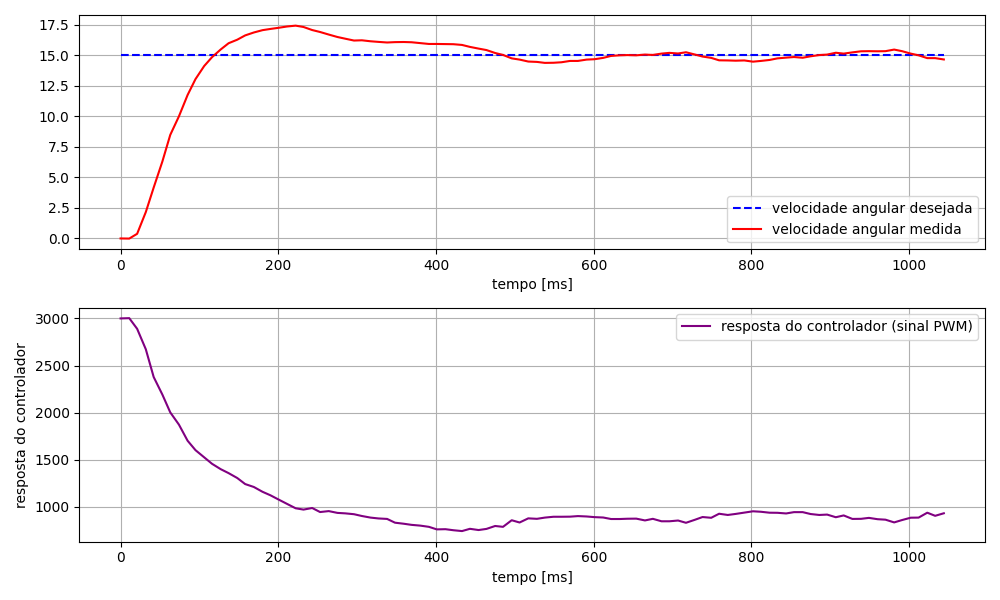 17.5
15.0
12.5
10.0
7.5
5.0
2.5
0.0
velocidade angular desejada
velocidade angular medida
0 200 400 600 800 1000
tempo [ms]
resposta do controlador (sinal PWM)
resposta do controlador
3000
2500
2000
1500
1000
0 200 400 600 800 1000
tempo [ms]